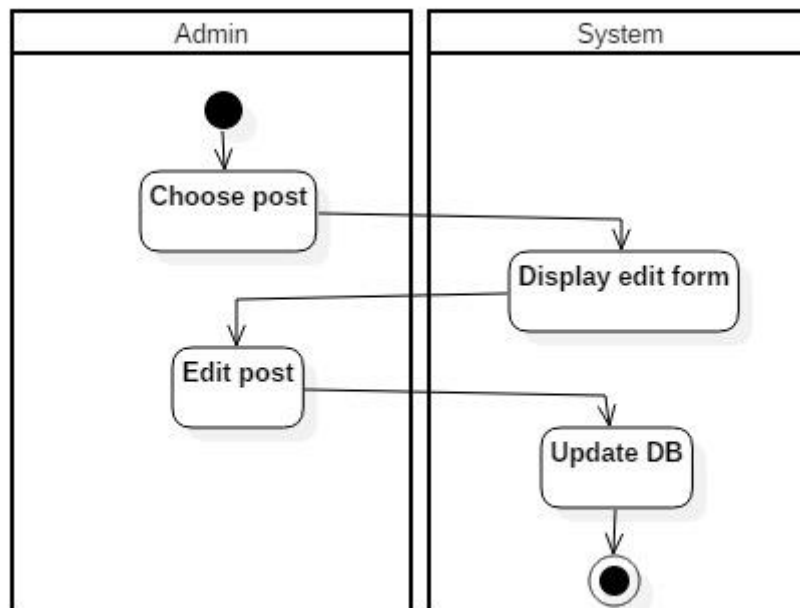 Admin
System
Choose post
Display edit form
Edit post
Update DB